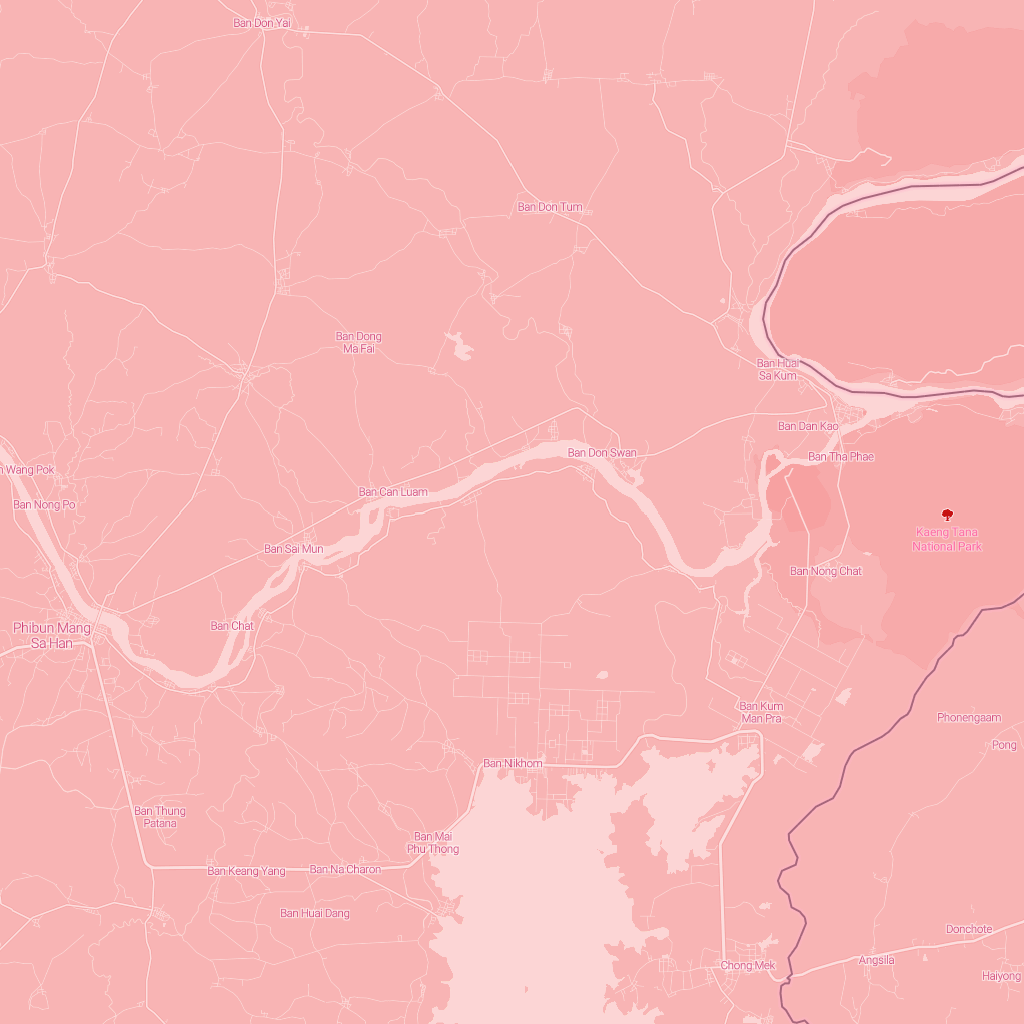 Ban Don Yai
Ban Don Tum
Ban Dong
Ma Fai
Ban Huai
Sa Kum
Ban Dan Kao
Ban Don Swan
Ban Tha Phae
Wang Pok
Ban Can Luam
Ban Nong Po
Kaeng Tana
National Park
Ban Sai Mun
Ban Nong Chat
Phibun Mang
Sa Han
Ban Chat
Ban Kum
Man Pra
Phonengaam
Pong
Ban Nikhom
Ban Thung
Patana
Ban Mai
Phu Thong
Ban Keang Yang
Ban Na Charon
Ban Huai Dang
Donchote
Angsila
Chong Mek
Haiyong